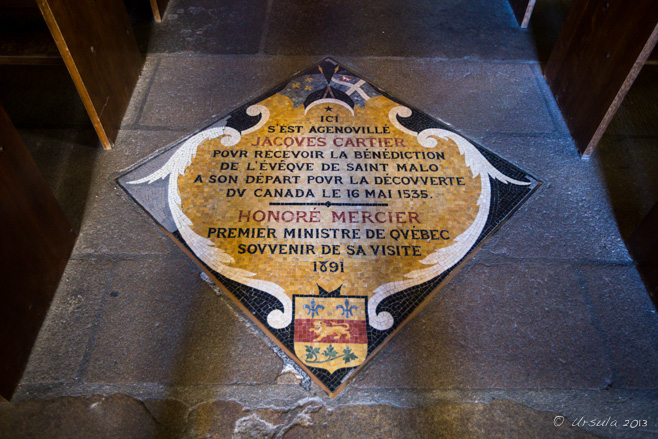 ICI
S'EST AGENOVILLÉ
JACQVES CARTIER
POVR RECEVOIR LA BÉNÉDICTION
DE L'ÉVÊQVE DE SAINT MALO
A SON DÉPART POVR LA DÉCOVVERTE
DV CANADA LE 16 MAI 1535.
HONORÉ MERCIER
PREMIER MINISTRE DE QVÉBEC
SOVVENIR DE SA VISITE
1891
© Ursula 2013